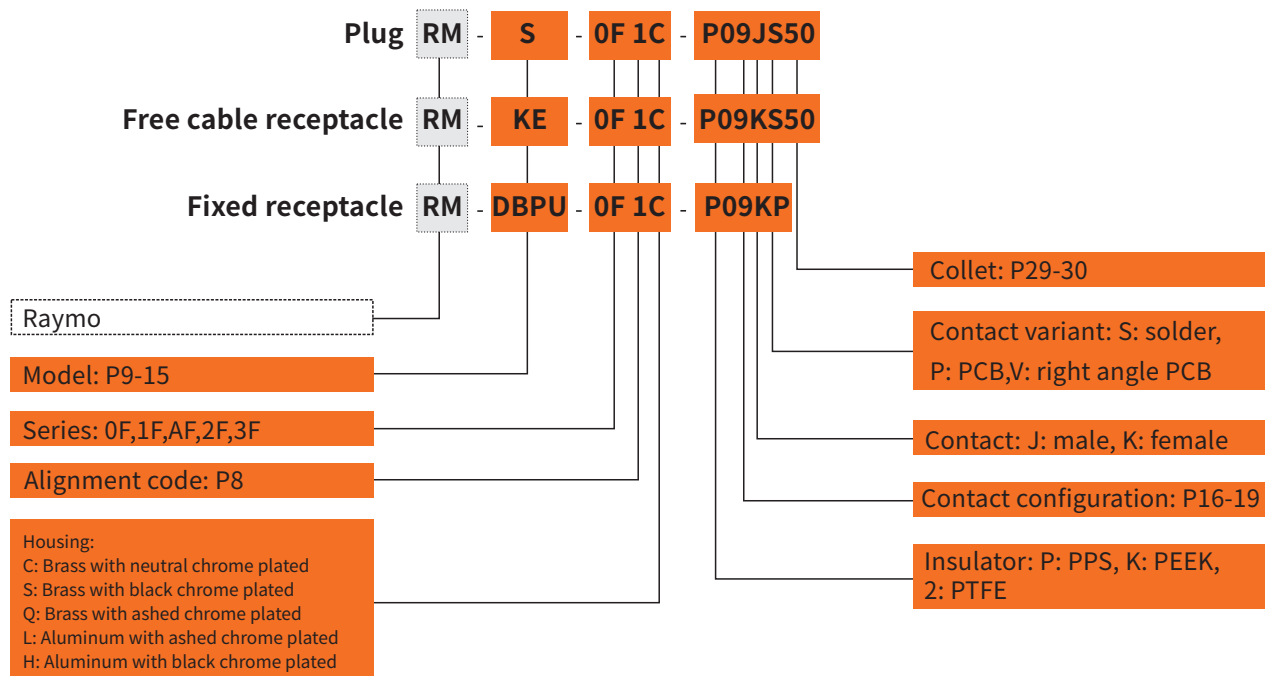 Plug RM - S - 0F 1C - P09JS50
Free cable receptacle RM - KE - 0F 1C - P09KS50
Fixed receptacle RM - DBPU - 0F 1C - P09KP
Raymo
Model: P9-15
Series: 0F,1F,AF,2F,3F
Alignment code: P8
Housing:
C: Brass with neutral chrome plated
S: Brass with black chrome plated
Q: Brass with ashed chrome plated
L: Aluminum with ashed chrome plated
H: Aluminum with black chrome plated
Collet: P29-30
Contact variant: S: solder,
P: PCB,V: right angle PCB
Contact: J: male, K: female
Contact configuration: P16-19
Insulator: P: PPS, K: PEEK,
2: PTFE